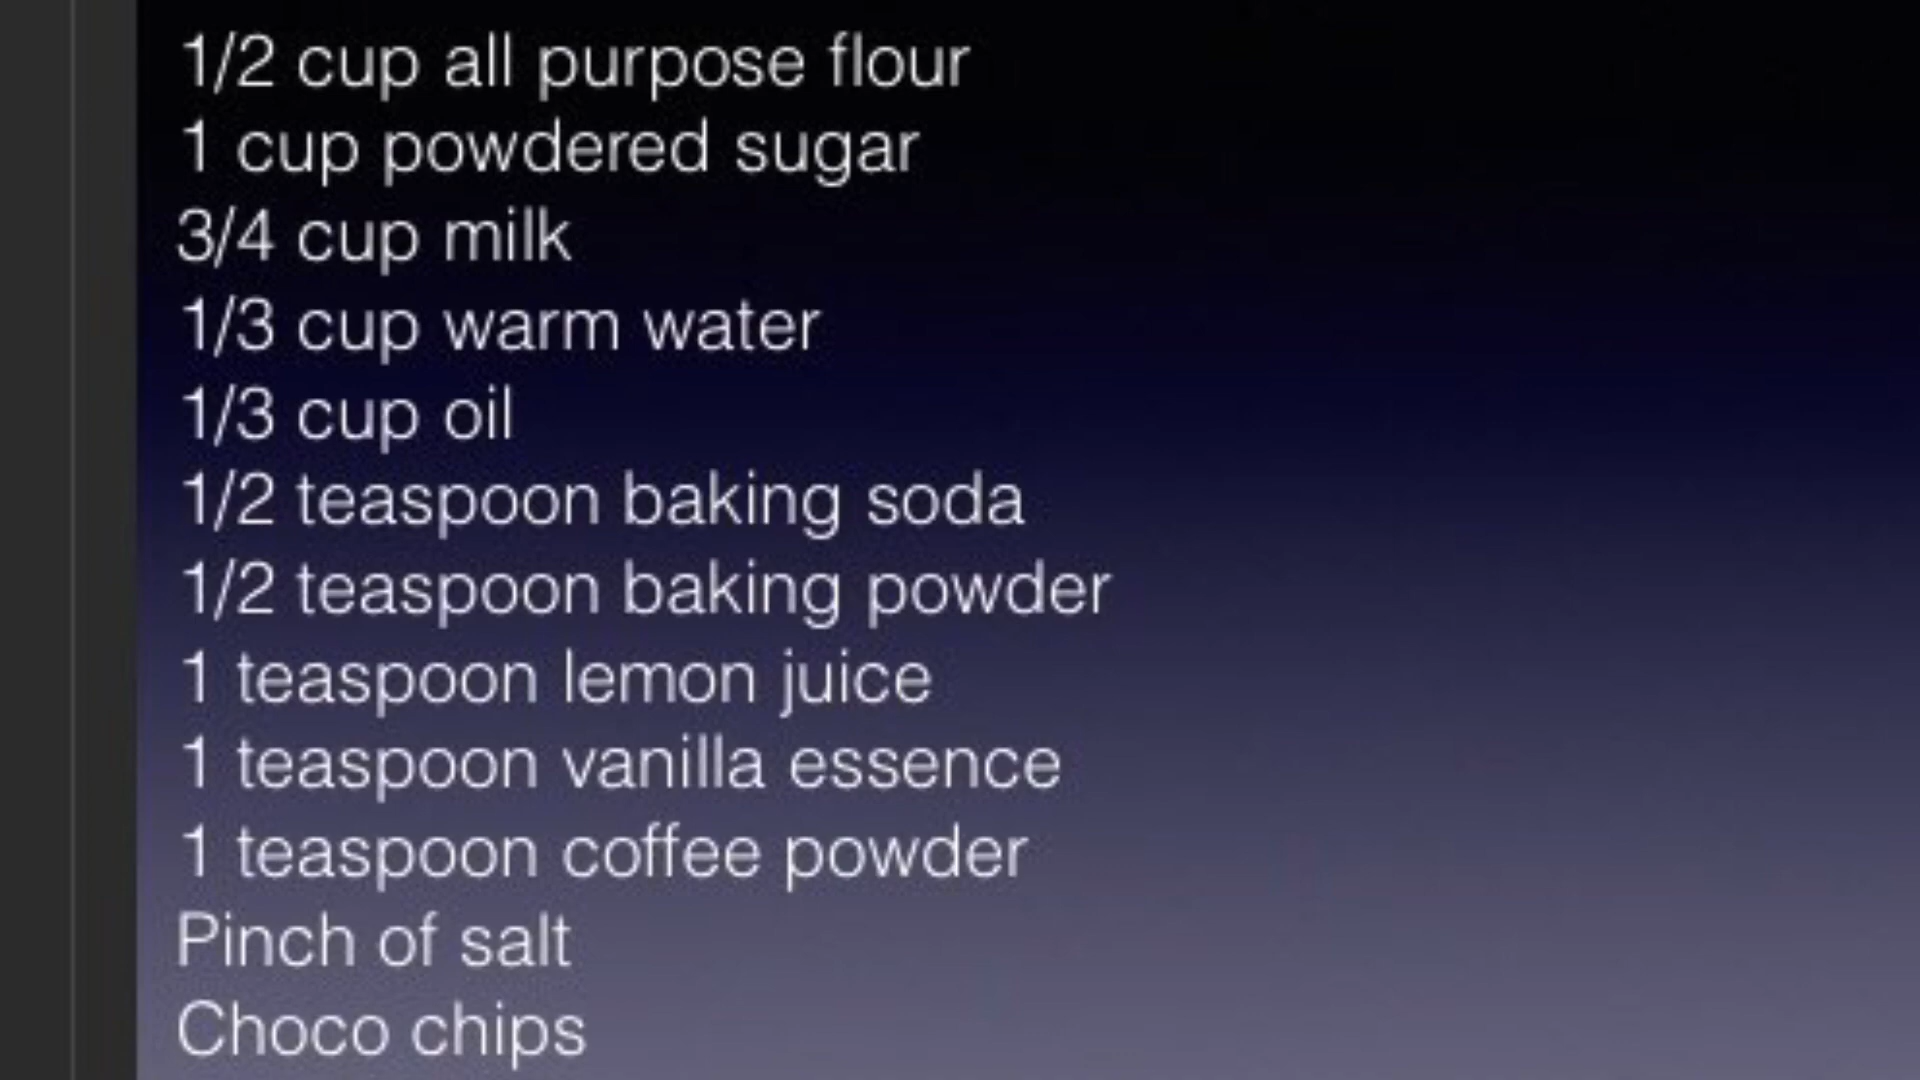 1/2 cup all purpose flour
1 cup powdered sugar
3/4 cup milk
1/3 cup warm water
1/3 cup oil
1/2 teaspoon baking soda
1/2 teaspoon baking powder
1 teaspoon lemon juice
1 teaspoon vanilla essence
1 teaspoon coffee powder
Pinch of salt
Choco chips